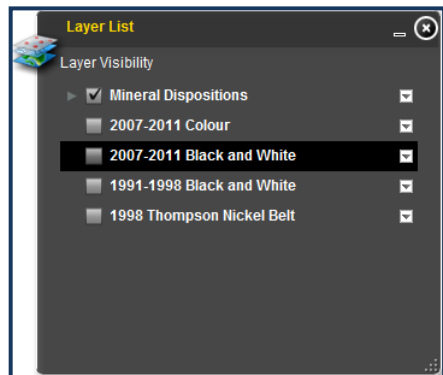 Layer List
Layer Visibility
Mineral Dispositions
2007-2011 Colour
2007-2011 Black and White
1991-1998 Black and White
1998 Thompson Nickel Belt